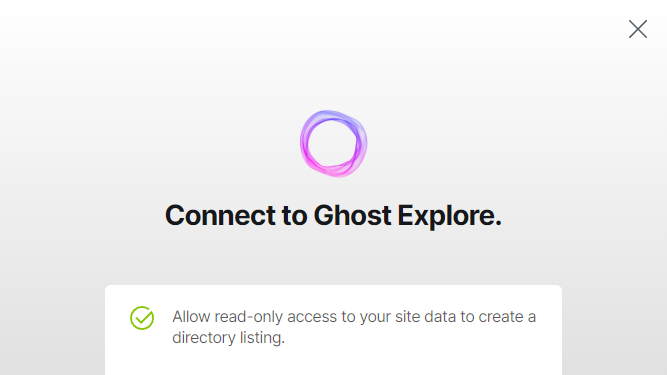 Connect to Ghost Explore.
Allow read-only access to your site data to create a
directory listing.